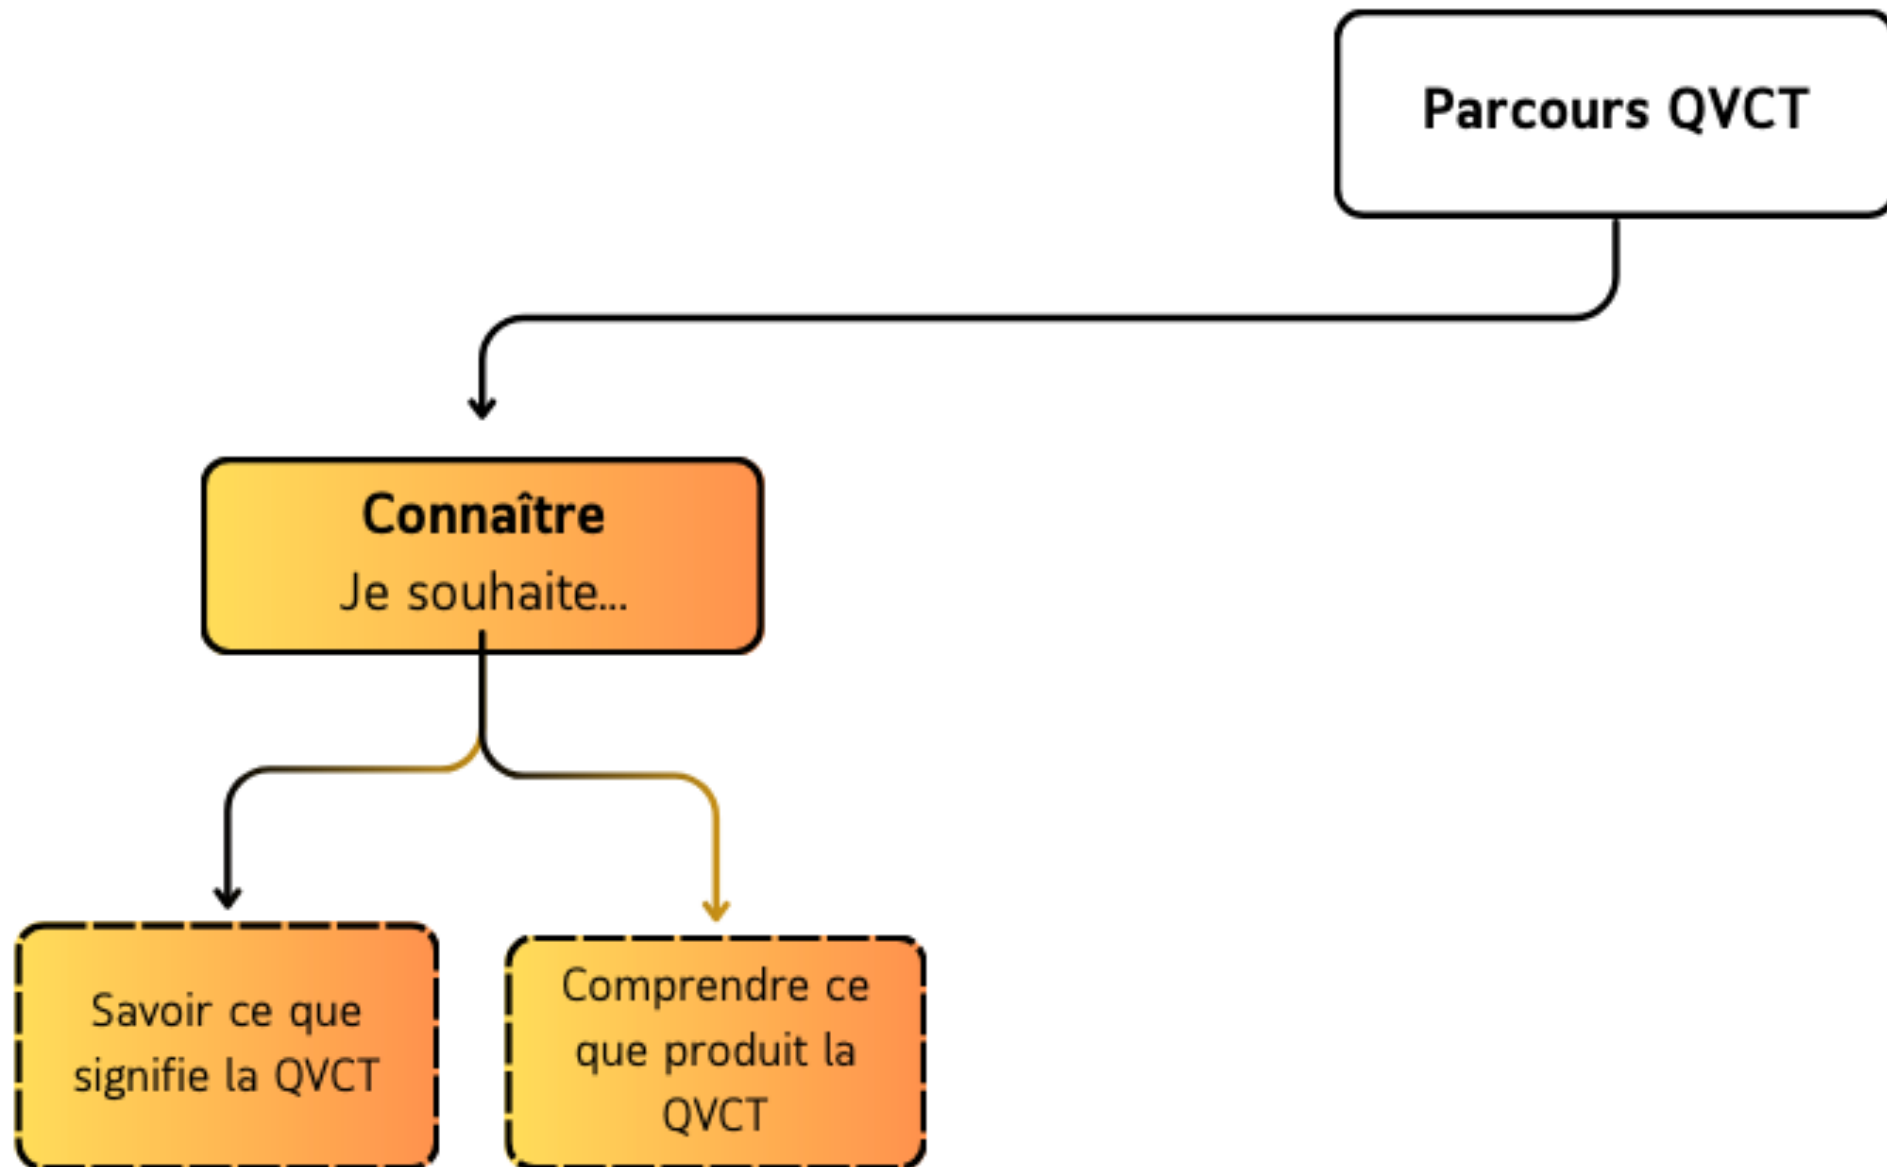 Parcours QVCT
Connaître
Je souhaite...
Savoir ce que
signifie la QVCT
Comprendre ce
que produit la
QVCT